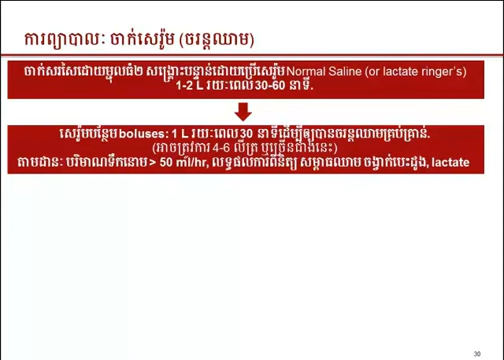 ការព្យាបាល: ចាក់សេរ៉ូម (ចរន្តឈាម)
ចាក់សរសៃដោយម្ជុលធំ២ សង្គ្រោះបន្ទាន់ដោយប្រើសេរ៉ូម Normal Saline (or lactate ringer's)
1-2 L រយៈពេល 30-60 នាទី.
សេរ៉ូមបន្ថែម boluses: 1 L រយៈពេល 30 នាទីដើម្បីឲ្យបានចរន្តឈាមគ្រប់គ្រាន់.
(អាចត្រូវការ 4-6 លីត្រ ឬច្រើនជាងនេះ)
តាមដាន: បរិមាណទឹកនោម > 50 ml/hr, លទ្ធផលការពិនិត្យ សម្ពាធឈាម ចង្វាក់បេះដូង, lactate
30